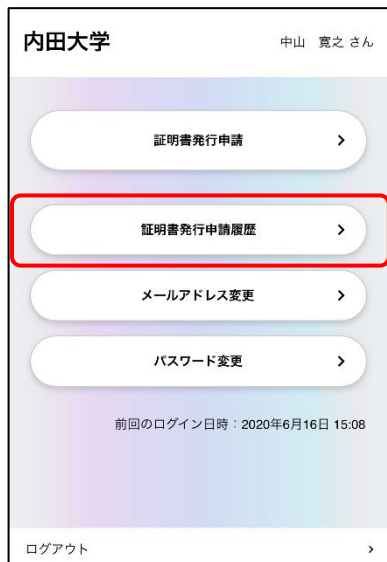 内田大学
中山　寛之 さん
証明書発行申請
証明書発行申請履歴
メールアドレス変更
パスワード変更
前回のログイン日時：2020年6月16日 15:08
ログアウト